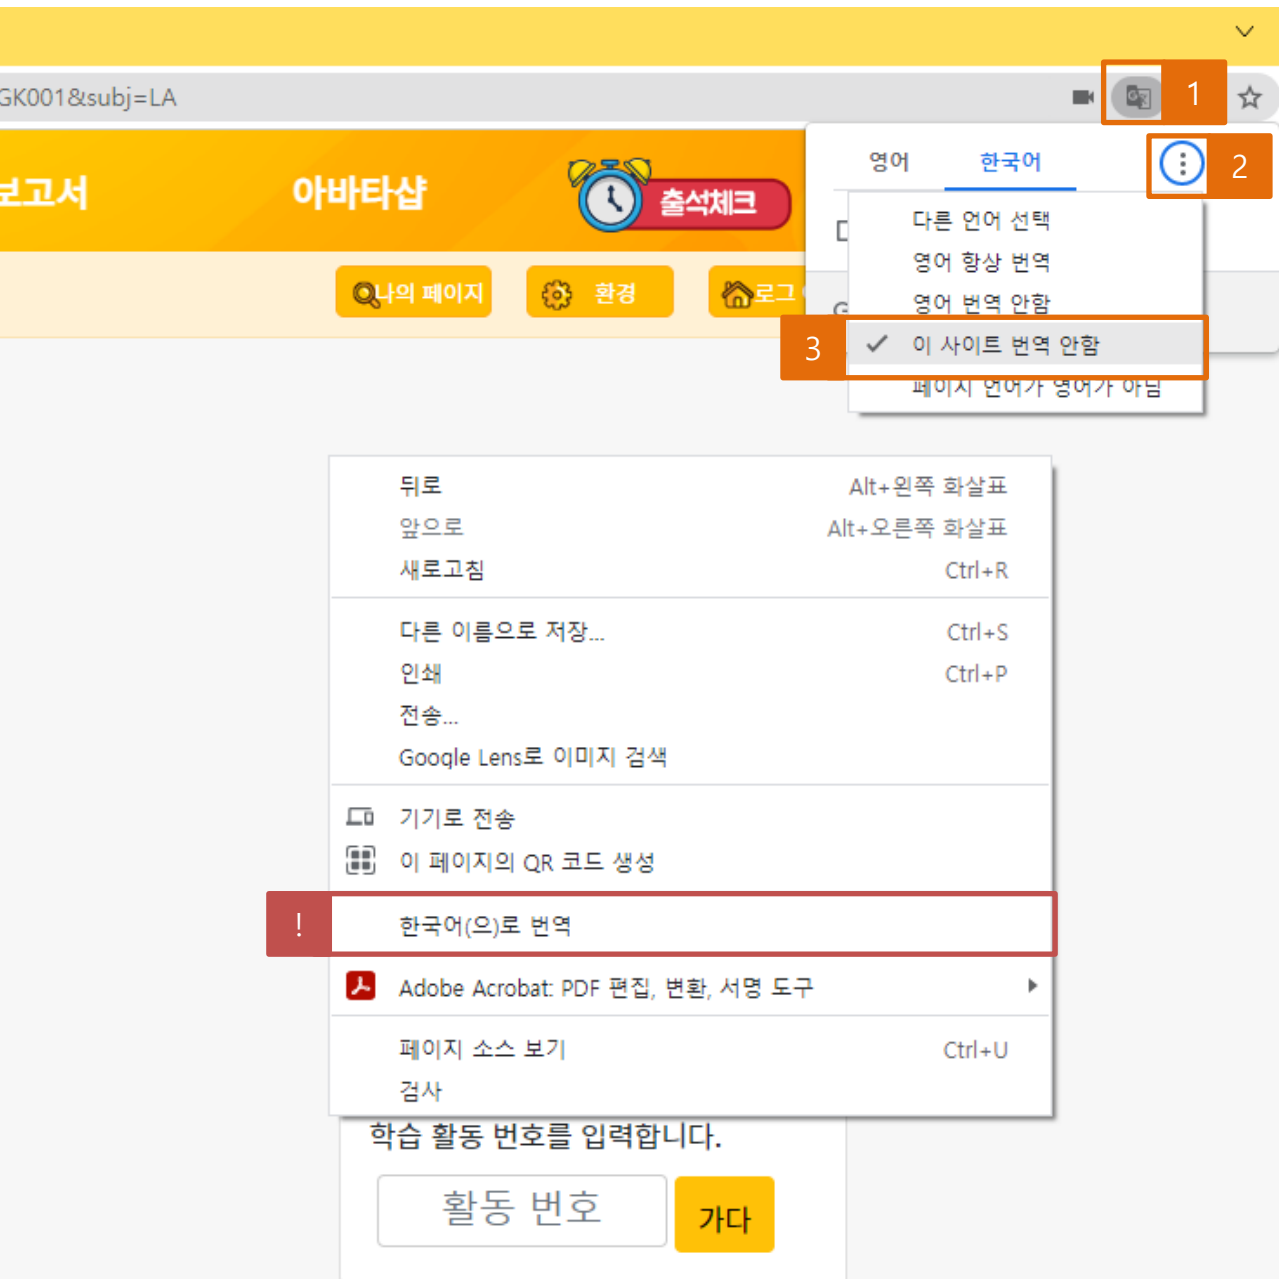 GK001&subj=LA
1
영어 한국어
2
보고서 아바타샵 출석체크
다른 언어 선택
영어 항상 번역
나의 페이지 환경 로그
영어 번역 안함
3 이 사이트 번역 안함
페이지 언어가 영어가 아님
뒤로 Alt+왼쪽 화살표
앞으로 Alt+오른쪽 화살표
새로고침 Ctrl+R
다른 이름으로 저장... Ctrl+S
인쇄 Ctrl+P
전송...
Google Lens로 이미지 검색
기기로 전송
이 페이지의 QR 코드 생성
! 한국어(으)로 번역
Adobe Acrobat: PDF 편집, 변환, 서명 도구
페이지 소스 보기 Ctrl+U
검사
학습 활동 번호를 입력합니다.
활동 번호 가다